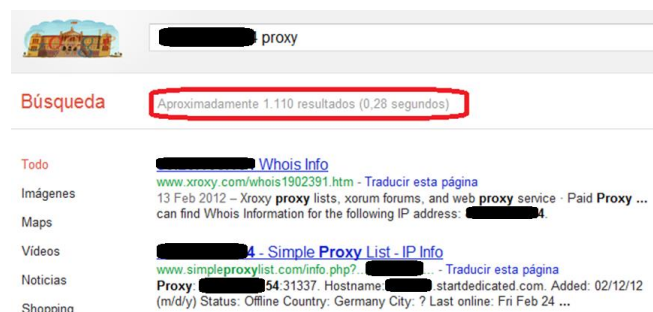 4 proxy
Búsqueda
Aproximadamente 1.110 resultados (0,28 segundos)
Todo
Whois Info
www.xroxy.com/whois1902391.htm - Traducir esta página
Imágenes
13 Feb 2012 – Xroxy proxy lists, xorum forums, and web proxy service · Paid Proxy ...
can find Whois Information for the following IP address: 4.
Maps
Vídeos
4 - Simple Proxy List - IP Info
www.simpleproxylist.com/info.php?... ... - Traducir esta página
Noticias
Proxy: 54:31337. Hostname: .startdedicated.com. Added: 02/12/12
Shopping
(m/d/y) Status: Offline Country: Germany City: ? Last online: Fri Feb 24 ...